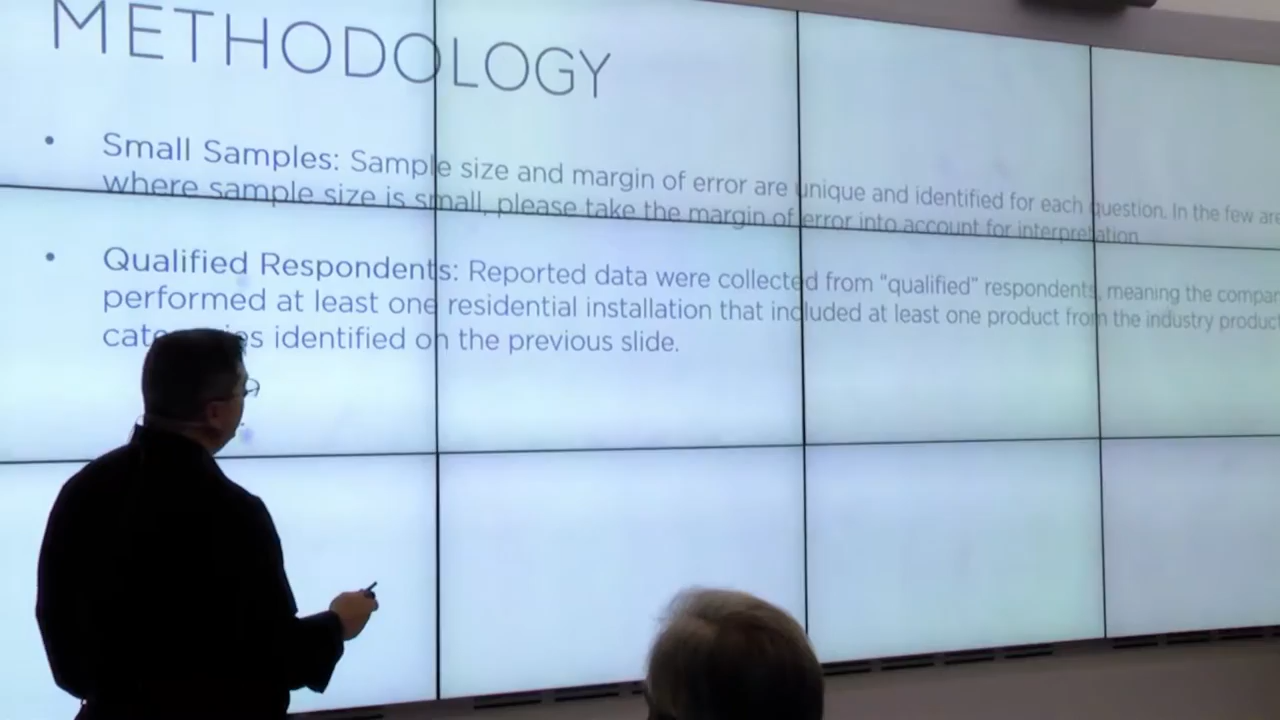 METHODOLOGY
• Small Samples: Sample size and margin of error are unique and identified for each question. In the few
where sample size is small, please take the margin of error into account for interpretation
• Qualified Respondents: Reported data were collected from "qualified" respondents, meaning the
performed at least one residential installation that included at least one product from the industry product
identified on the previous slide.